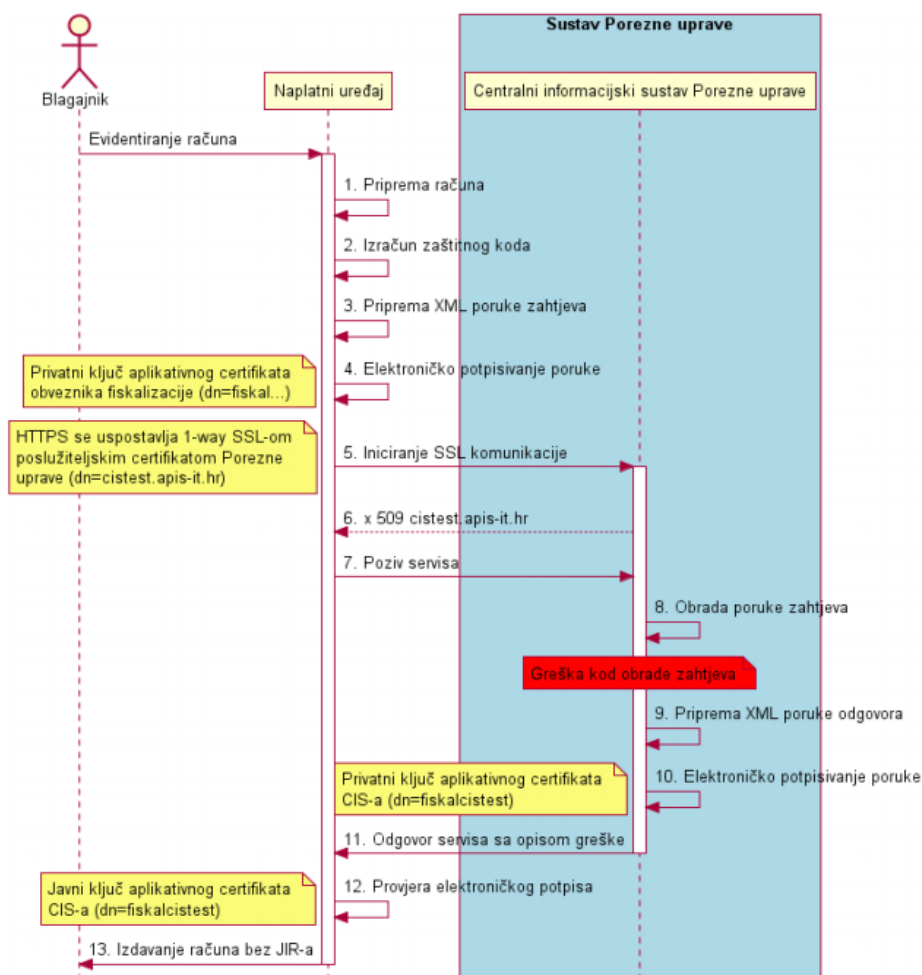 Sustav Porezne uprave
Blagajnik
Naplatni uređaj
Centralni informacijski sustav Porezne uprave
Evidentiranje računa
1. Priprema računa
2. Izračun zaštitnog koda
3. Priprema XML poruke zahtjeva
Privatni ključ aplikativnog certifikata
obveznika fiskalizacije (dn=fiskal...)
4. Elektroničko potpisivanje poruke
HTTPS se uspostavlja 1-way SSL-om
poslužiteljskim certifikatom Porezne
uprave (dn=cistest.apis-it.hr)
5. Iniciranje SSL komunikacije
6. x 509 cistest.apis-it.hr
7. Poziv servisa
8. Obrada poruke zahtjeva
Greška kod obrade zahtjeva
9. Priprema XML poruke odgovora
Privatni ključ aplikativnog certifikata
CIS-a (dn=fiskalcistest)
10. Elektroničko potpisivanje poruke
11. Odgovor servisa sa opisom greške
Javni ključ aplikativnog certifikata
CIS-a (dn=fiskalcistest)
12. Provjera elektroničkog potpisa
13. Izdavanje računa bez JIR-a